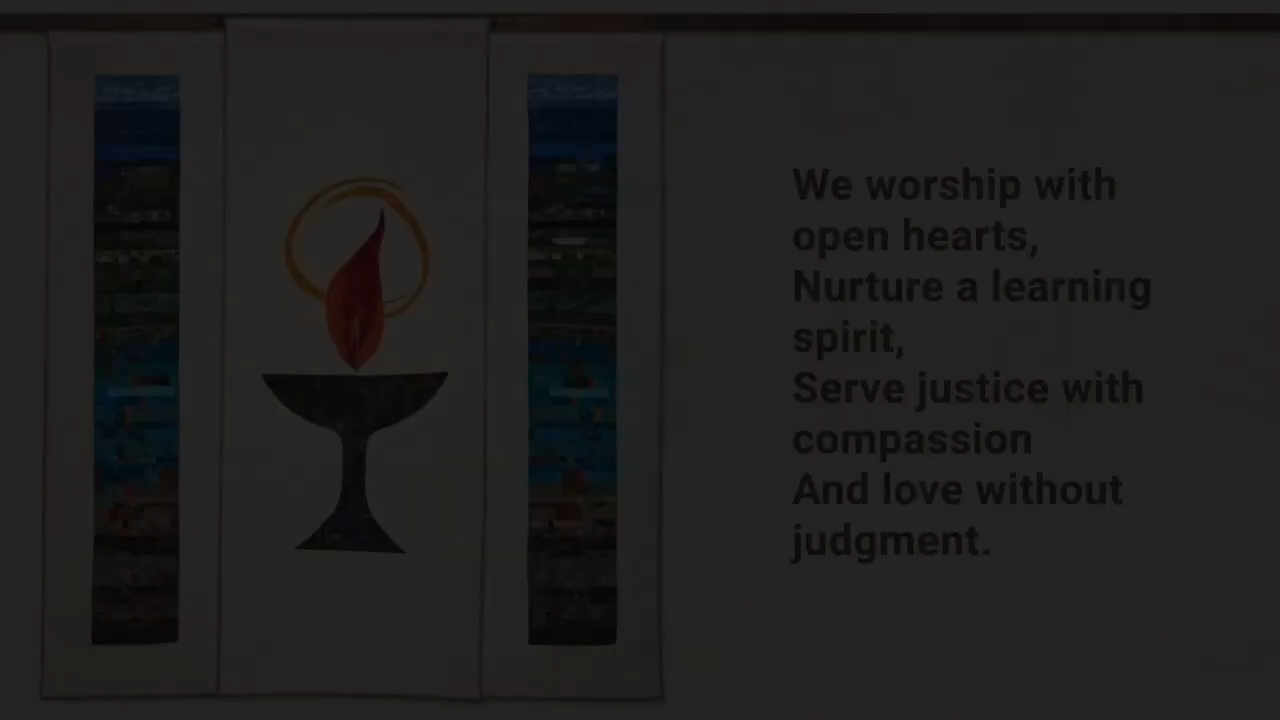 We worship with
open hearts,
Nurture a learning
spirit,
Serve justice with
compassion
And love without
judgment.